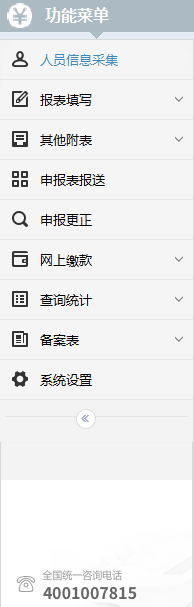 功能菜单
人员信息采集
报表填写
其他附表
申报表报送
申报更正
网上缴款
查询统计
备案表
系统设置
全国统一咨询电话
4001007815